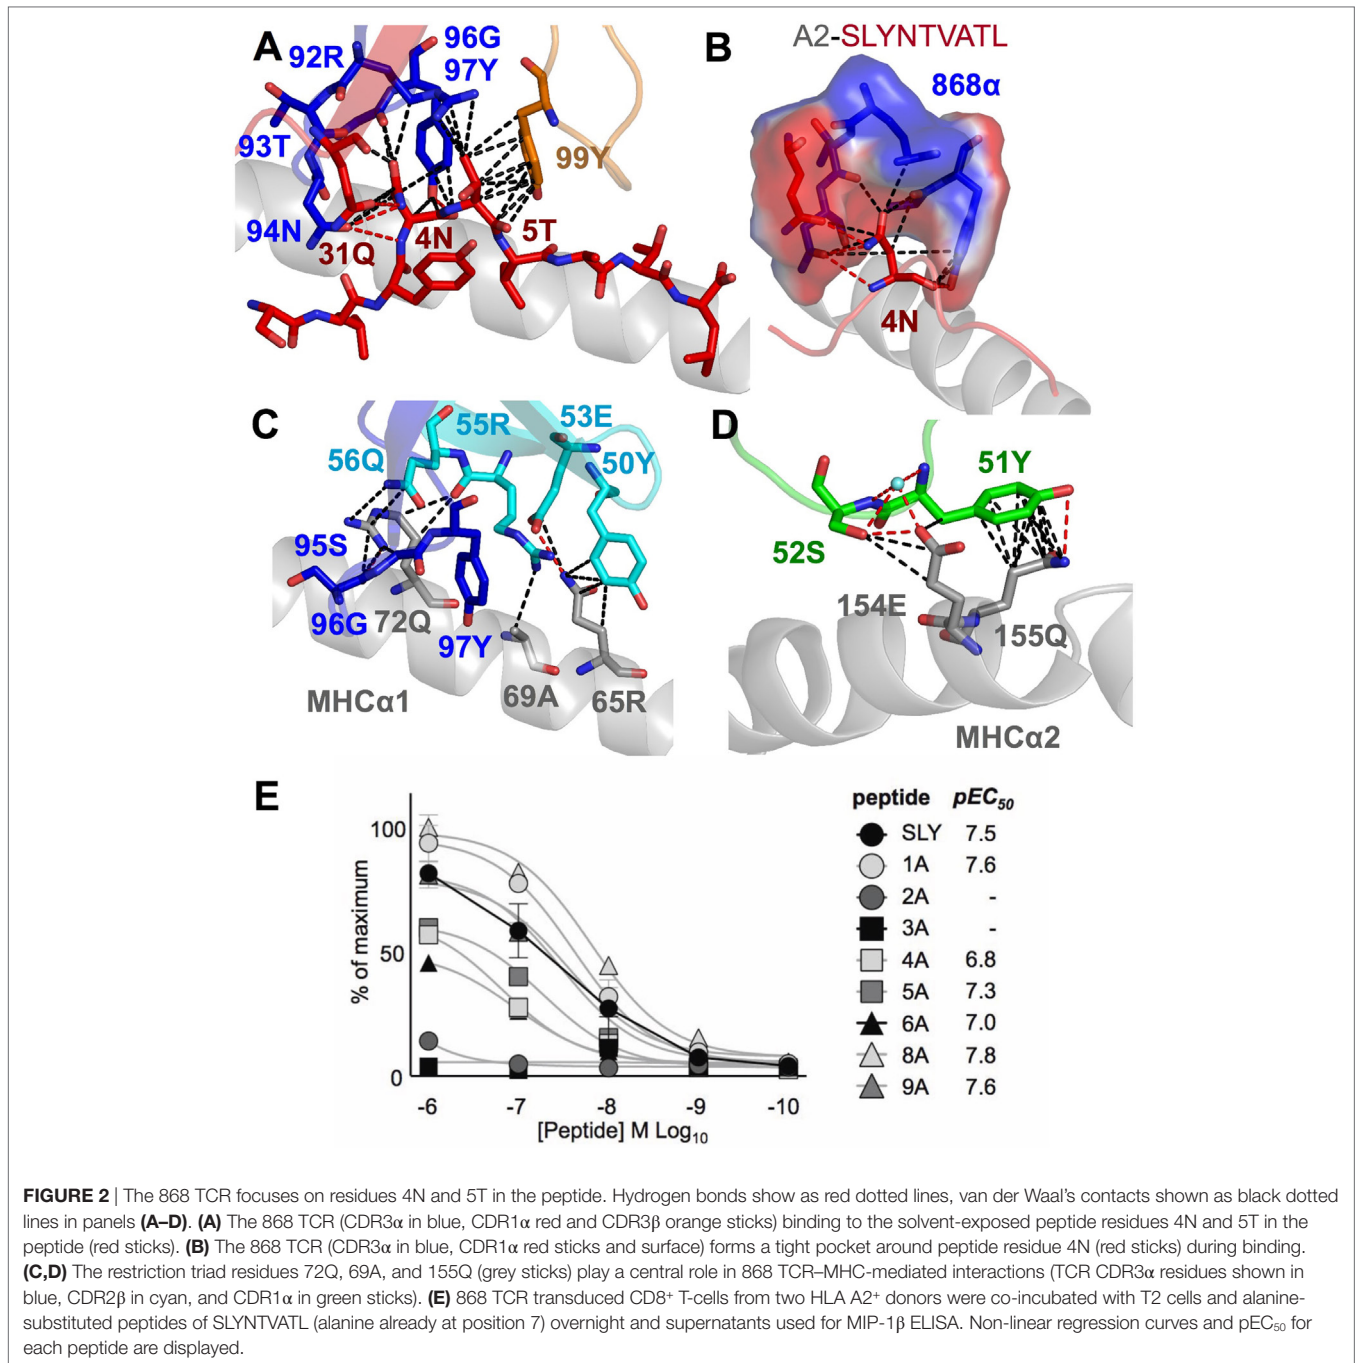 A
92R
96G
97Y
93T
94N
31Q
4N
5T
99Y
B
A2-SLYNTVATL
868α
4N
C
56Q
55R
53E
50Y
95S
96G
72Q
97Y
69A
65R
MHCα1
D
51Y
52S
154E
155Q
MHCα2
E
% of maximum
100
50
0
-6 -7 -8 -9 -10
[Peptide] M Log10
peptide pEC50
SLY 7.5
1A 7.6
2A -
3A -
4A 6.8
5A 7.3
6A 7.0
8A 7.8
9A 7.6
FIGURE 2 | The 868 TCR focuses on residues 4N and 5T in the peptide. Hydrogen bonds show as red dotted lines, van der Waal's contacts shown as black dotted
lines in panels (A–D). (A) The 868 TCR (CDR3α in blue, CDR1α red and CDR3β orange sticks) binding to the solvent-exposed peptide residues 4N and 5T in the
peptide (red sticks). (B) The 868 TCR (CDR3α in blue, CDR1α red sticks and surface) forms a tight pocket around peptide residue 4N (red sticks) during binding.
(C,D) The restriction triad residues 72Q, 69A, and 155Q (grey sticks) play a central role in 868 TCR–MHC-mediated interactions (TCR CDR3α residues shown in
blue, CDR2β in cyan, and CDR1α in green sticks). (E) 868 TCR transduced CD8+ T-cells from two HLA A2+ donors were co-incubated with T2 cells and alanine-
substituted peptides of SLYNTVATL (alanine already at position 7) overnight and supernatants used for MIP-1β ELISA. Non-linear regression curves and pEC50 for
each peptide are displayed.